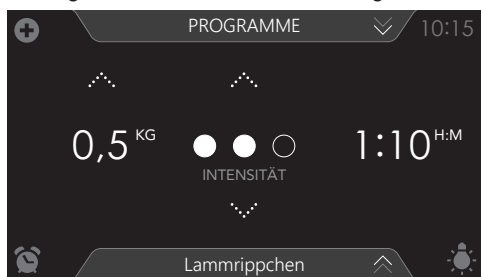 PROGRAMME
10:15
0,5 KG
1:10 H:M
INTENSITÄT
Lammrippchen